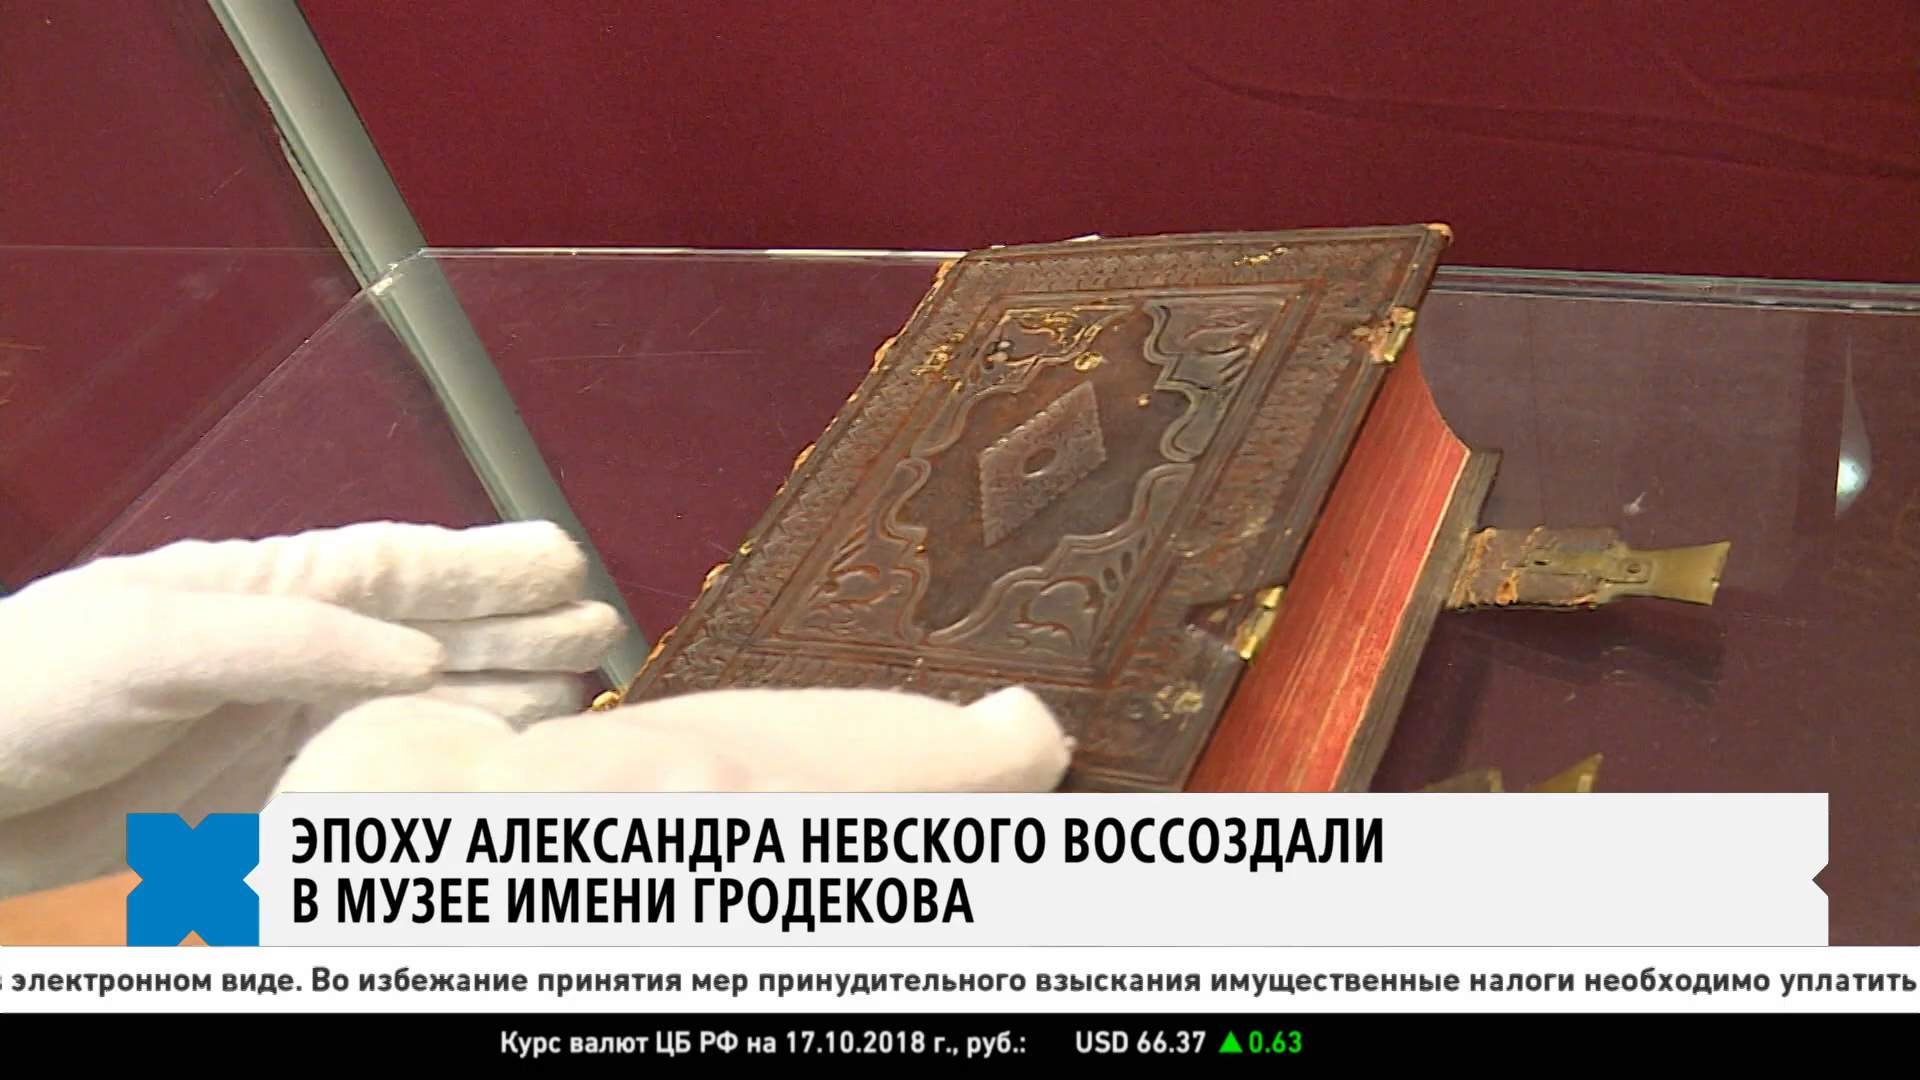 ЭПОХУ АЛЕКСАНДРА НЕВСКОГО ВОССОЗДАЛИ
В МУЗЕЕ ИМЕНИ ГРОДЕКОВА
электронном виде. Во избежание принятия мер принудительного взыскания имущественные налоги необходимо уплатить
Курс валют ЦБ РФ на 17.10.2018 г., руб.: USD 66.37 ▲0.63